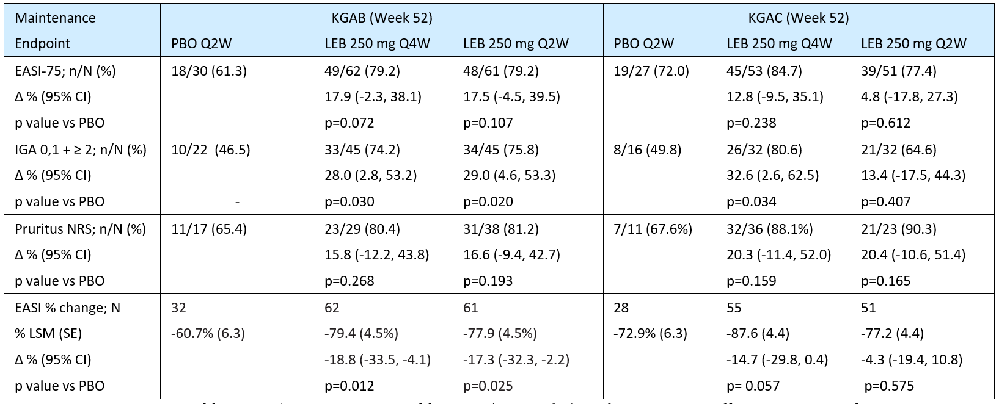 Maintenance KGAB (Week 52) KGAC (Week 52)
Endpoint PBO Q2W LEB 250 mg Q4W LEB 250 mg Q2W PBO Q2W LEB 250 mg Q4W LEB 250 mg Q2W
EASI-75; n/N (%) 18/30 (61.3) 49/62 (79.2) 48/61 (79.2) 19/27 (72.0) 45/53 (84.7) 39/51 (77.4)
Δ % (95% CI) 17.9 (-2.3, 38.1) 17.5 (-4.5, 39.5) 12.8 (-9.5, 35.1) 4.8 (-17.8, 27.3)
p value vs PBO p=0.072 p=0.107 p=0.238 p=0.612
IGA 0,1 + ≥ 2; n/N (%) 10/22 (46.5) 33/45 (74.2) 34/45 (75.8) 8/16 (49.8) 26/32 (80.6) 21/32 (64.6)
Δ % (95% CI) 28.0 (2.8, 53.2) 29.0 (4.6, 53.3) 32.6 (2.6, 62.5) 13.4 (-17.5, 44.3)
p value vs PBO - p=0.030 p=0.020 p=0.034 p=0.407
Pruritus NRS; n/N (%) 11/17 (65.4) 23/29 (80.4) 31/38 (81.2) 7/11 (67.6%) 32/36 (88.1%) 21/23 (90.3)
Δ % (95% CI) 15.8 (-12.2, 43.8) 16.6 (-9.4, 42.7) 20.3 (-11.4, 52.0) 20.4 (-10.6, 51.4)
p value vs PBO p=0.268 p=0.193 p=0.159 p=0.165
EASI % change; N 32 62 61 28 55 51
% LSM (SE) -60.7% (6.3) -79.4 (4.5%) -77.9 (4.5%) -72.9% (6.3) -87.6 (4.4) -77.2 (4.4)
Δ % (95% CI) -18.8 (-33.5, -4.1) -17.3 (-32.3, -2.2) -14.7 (-29.8, 0.4) -4.3 (-19.4, 10.8)
p value vs PBO p=0.012 p=0.025 p= 0.057 p=0.575